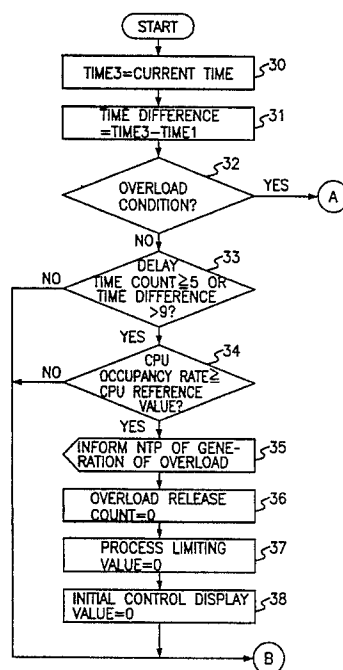 START
TIME3=CURRENT TIME
30
TIME DIFFERENCE
=TIME3-TIME1
31
32
OVERLOAD
CONDITION?
YES
A
NO
33
NO
DELAY
TIME COUNT≧5 OR
TIME DIFFERENCE
>9?
YES
34
NO
CPU
OCCUPANCY RATE≧
CPU REFERENCE
VALUE?
YES
INFORM NTP OF GENE-
RATION OF OVERLOAD
35
OVERLOAD RELEASE
COUNT=0
36
PROCESS LIMITING
VALUE=0
37
INITIAL CONTROL DISPLAY
VALUE=0
38
B